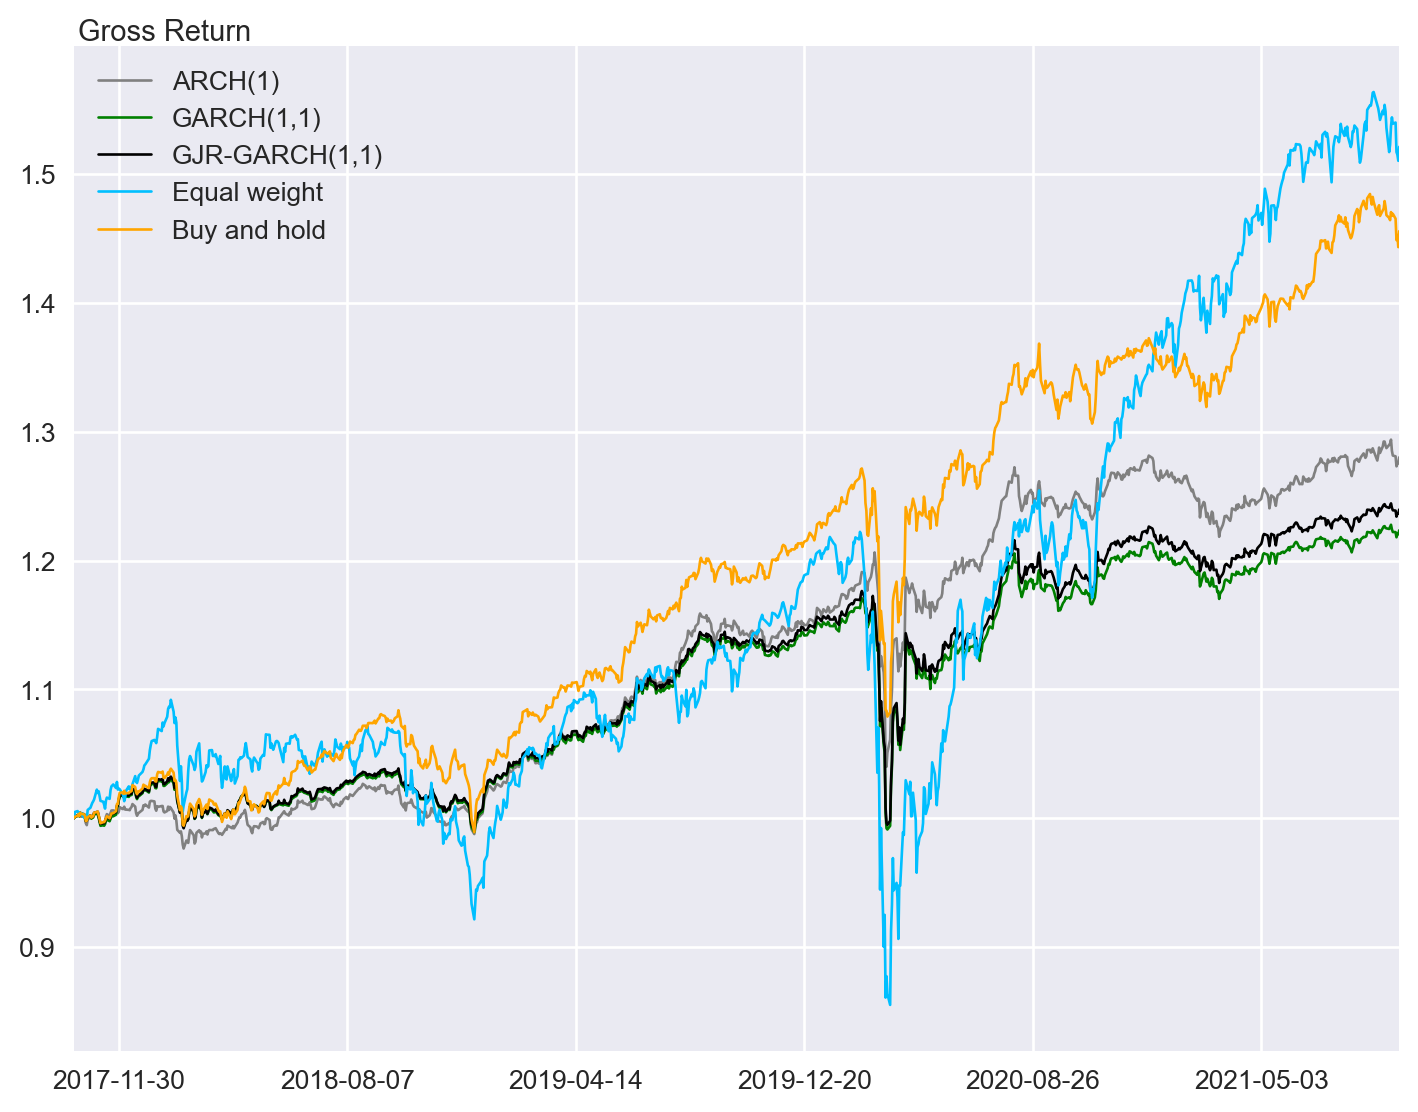 Gross Return
ARCH(1)
GARCH(1,1)
GJR-GARCH(1,1)
Equal weight
Buy and hold
1.5
1.4
1.3
1.2
1.1
1.0
0.9
2017-11-30 2018-08-07 2019-04-14 2019-12-20 2020-08-26 2021-05-03